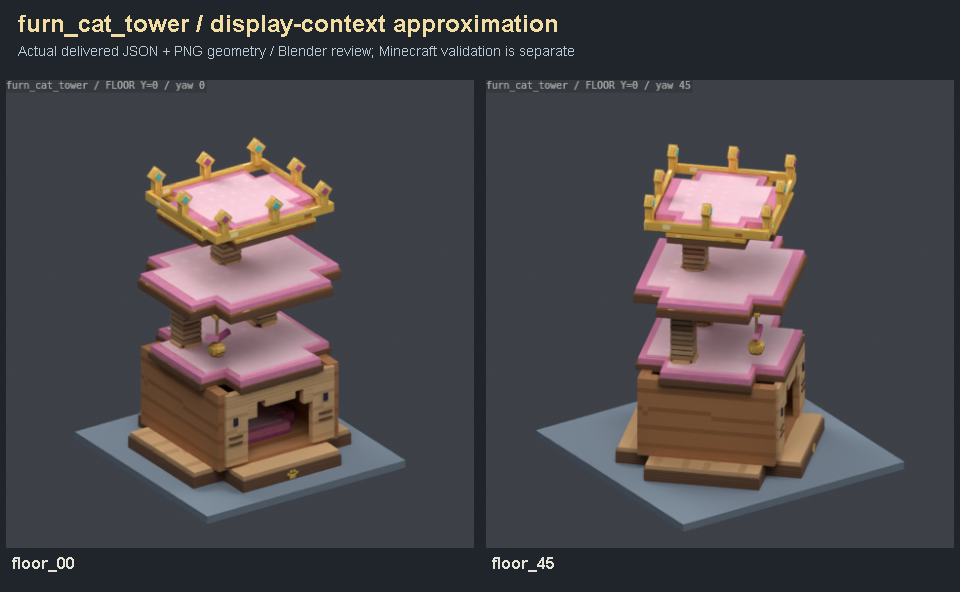 furn_cat_tower / display-context approximation
Actual delivered JSON + PNG geometry / Blender review; Minecraft validation is separate
furn_cat_tower / FLOOR Y=0 / yaw 0
furn_cat_tower / FLOOR Y=0 / yaw 45
floor_00
floor_45